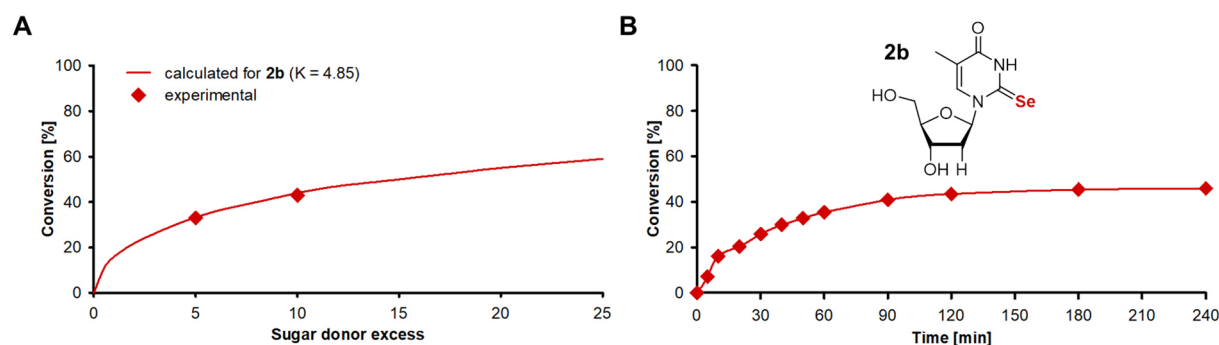 A
Conversion [%]
100
80
60
40
20
0
calculated for 2b (K = 4.85)
experimental
0 5 10 15 20 25
Sugar donor excess
B
Conversion [%]
100
80
60
40
20
0
2b
O
NH
N
Se
HO
O
OH H
0 30 60 90 120 150 180 210 240
Time [min]